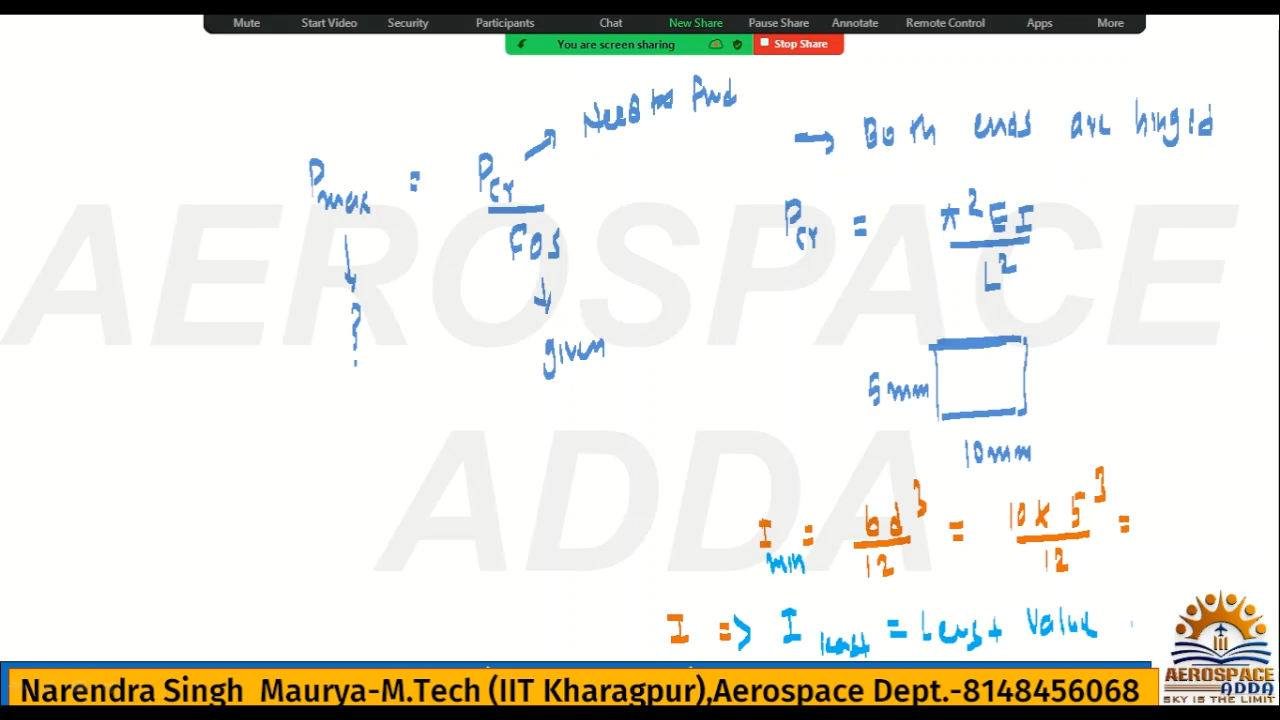 Mute Start Video Security Participants Chat New Share Pause Share Annotate Remote Control Apps More
You are screen sharing Stop Share
Need to find
→ Both ends are hinged
Pmax = Pcr / FOS
Pcr = π²EI / L²
?
given
5mm
10mm
I min = bd³/12 = 10 x 5³/12 =
I => I least = Least Value
AEROSPACE
ADDA
AEROSPACE
ADDA
SKY IS THE LIMIT
Narendra Singh Maurya-M.Tech (IIT Kharagpur),Aerospace Dept.-8148456068